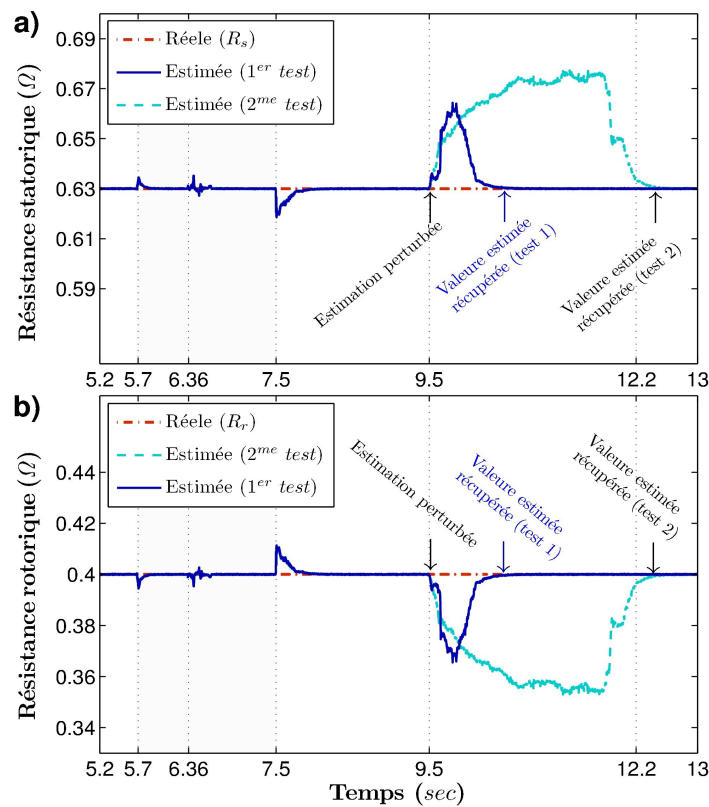 a)
0.69
0.67
0.65
0.63
0.61
0.59
Résistance statorique (Ω)
Réele (Rs)
Estimée (1er test)
Estimée (2me test)
Estimation perturbée
Valeure estimée
récupérée (test 1)
Valeure estimée
récupérée (test 2)
5.2 5.7 6.36 7.5 9.5 12.2 13
b)
0.44
0.42
0.4
0.38
0.36
0.34
Résistance rotorique (Ω)
Réele (Rr)
Estimée (2me test)
Estimée (1er test)
Estimation perturbée
Valeure estimée
récupérée (test 1)
Valeure estimée
récupérée (test 2)
5.2 5.7 6.36 7.5 9.5 12.2 13
Temps (sec)